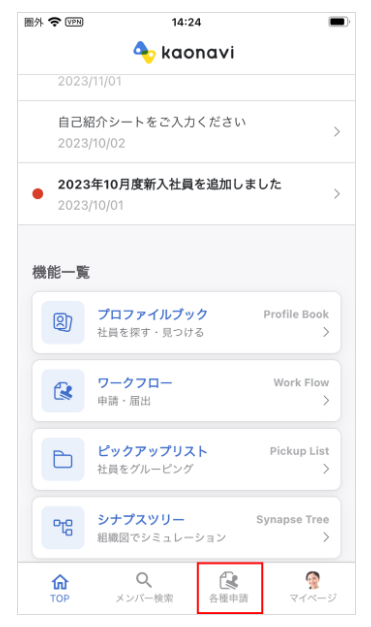 圏外 VPN 14:24
kaonavi
2023/11/01
自己紹介シートをご入力ください
2023/10/02
2023年10月度新入社員を追加しました
2023/10/01
機能一覧
プロファイルブック Profile Book
社員を探す・見つける
ワークフロー Work Flow
申請・届出
ピックアップリスト Pickup List
社員をグルーピング
シナプスツリー Synapse Tree
組織図でシミュレーション
TOP メンバー検索 各種申請 マイページ